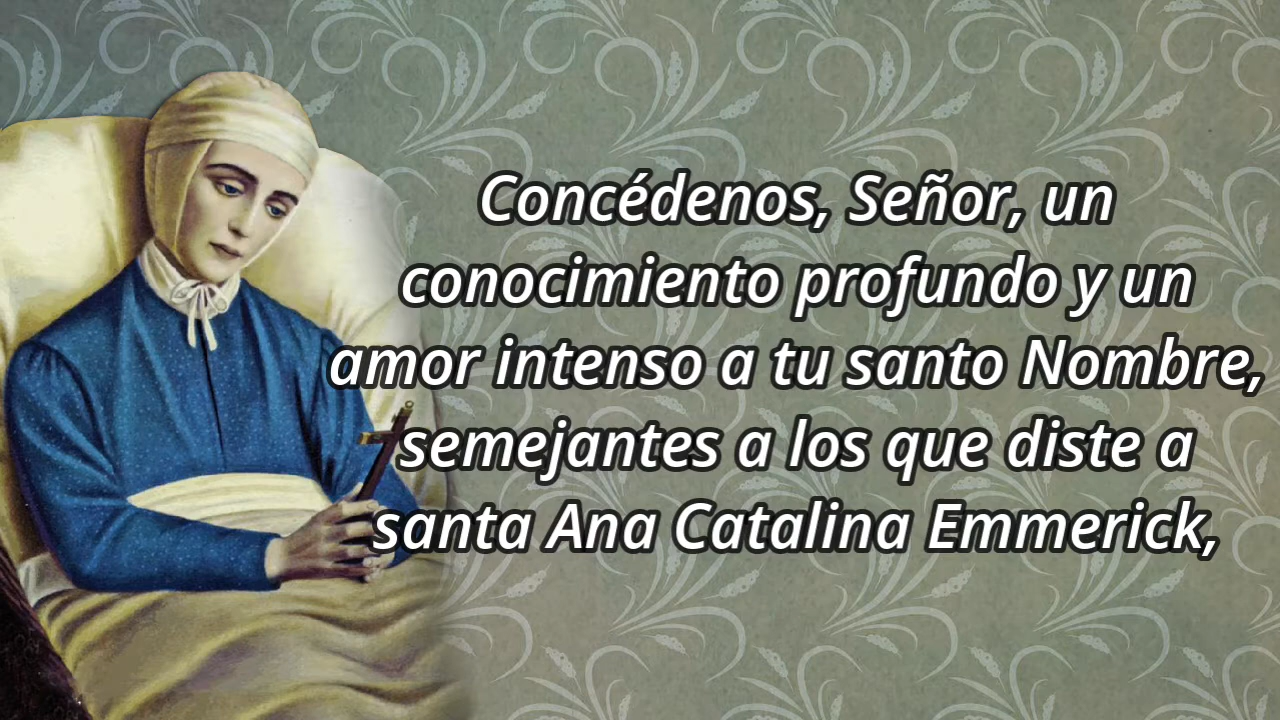 Concédenos, Señor, un
conocimiento profundo y un
amor intenso a tu santo Nombre,
semejantes a los que diste a
santa Ana Catalina Emmerick,